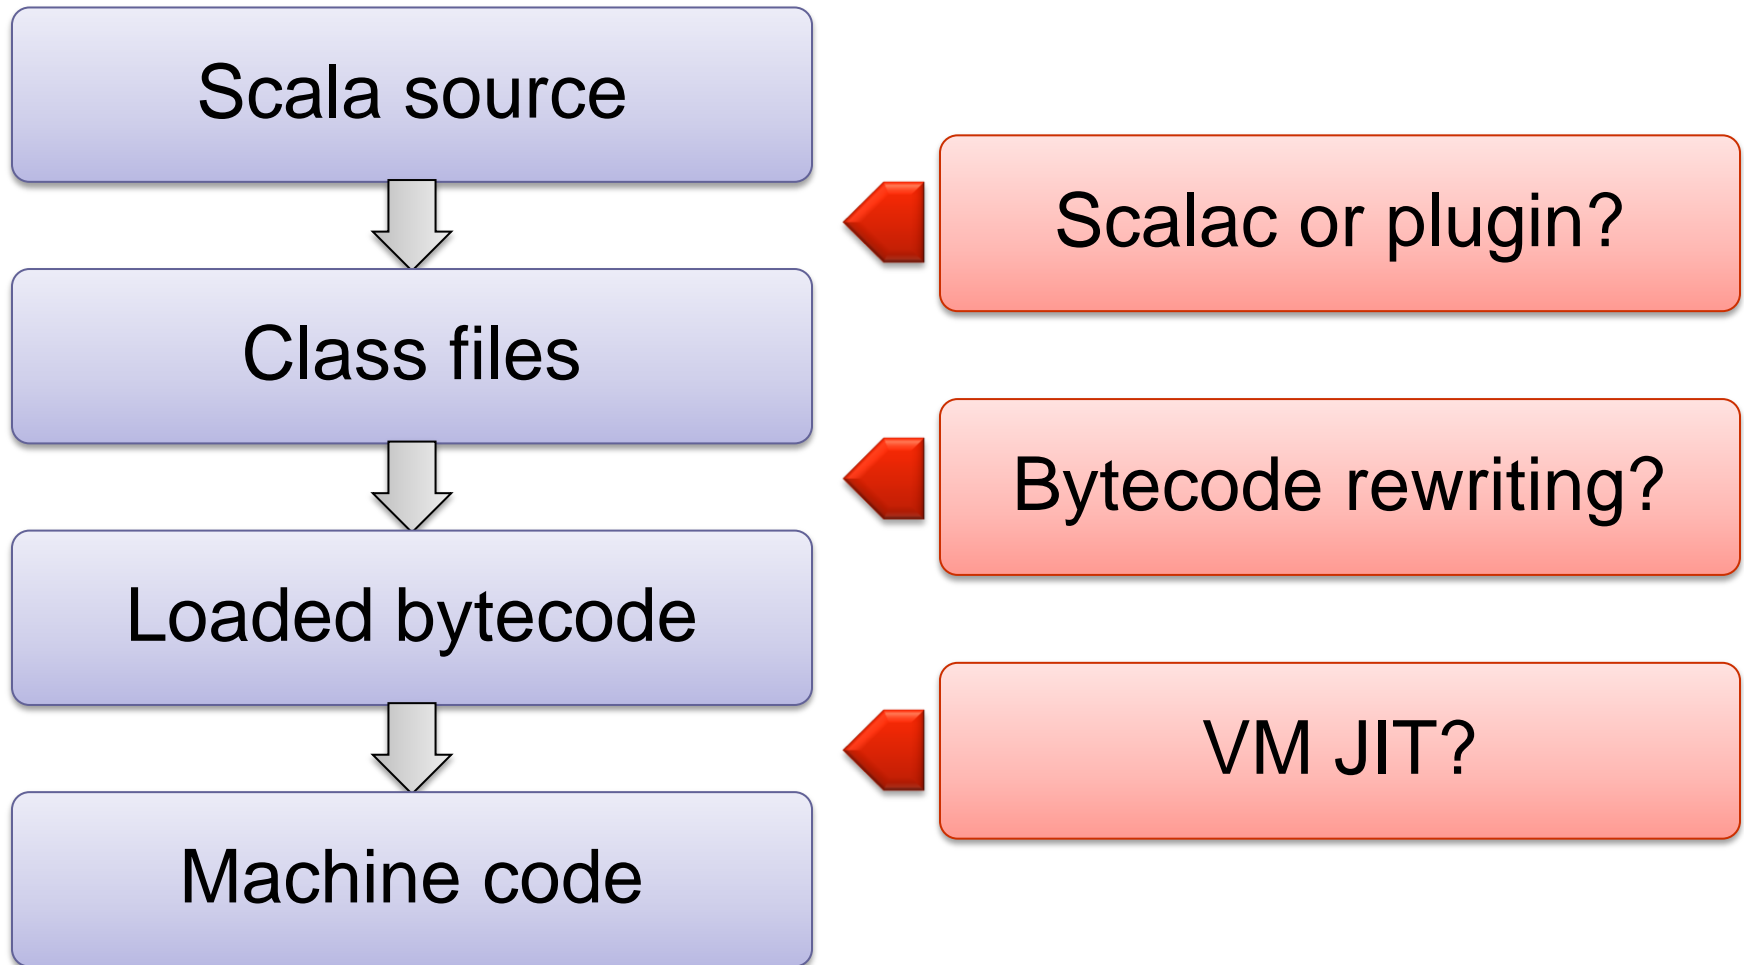 Scala source
Scalac or plugin?
Class files
Bytecode rewriting?
Loaded bytecode
VM JIT?
Machine code